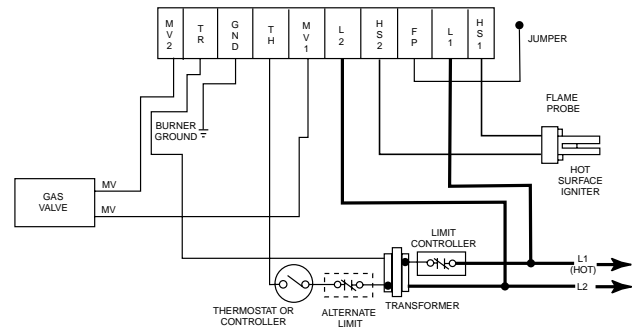 MV2
TR
GND
TH
MV1
L2
HS2
FP
L1
HS1
JUMPER
FLAME
PROBE
BURNER
GROUND
HOT
SURFACE
IGNITER
GAS
VALVE
MV
MV
LIMIT
CONTROLLER
L1
(HOT)
L2
THERMOSTAT OR
CONTROLLER
ALTERNATE
LIMIT
TRANSFORMER